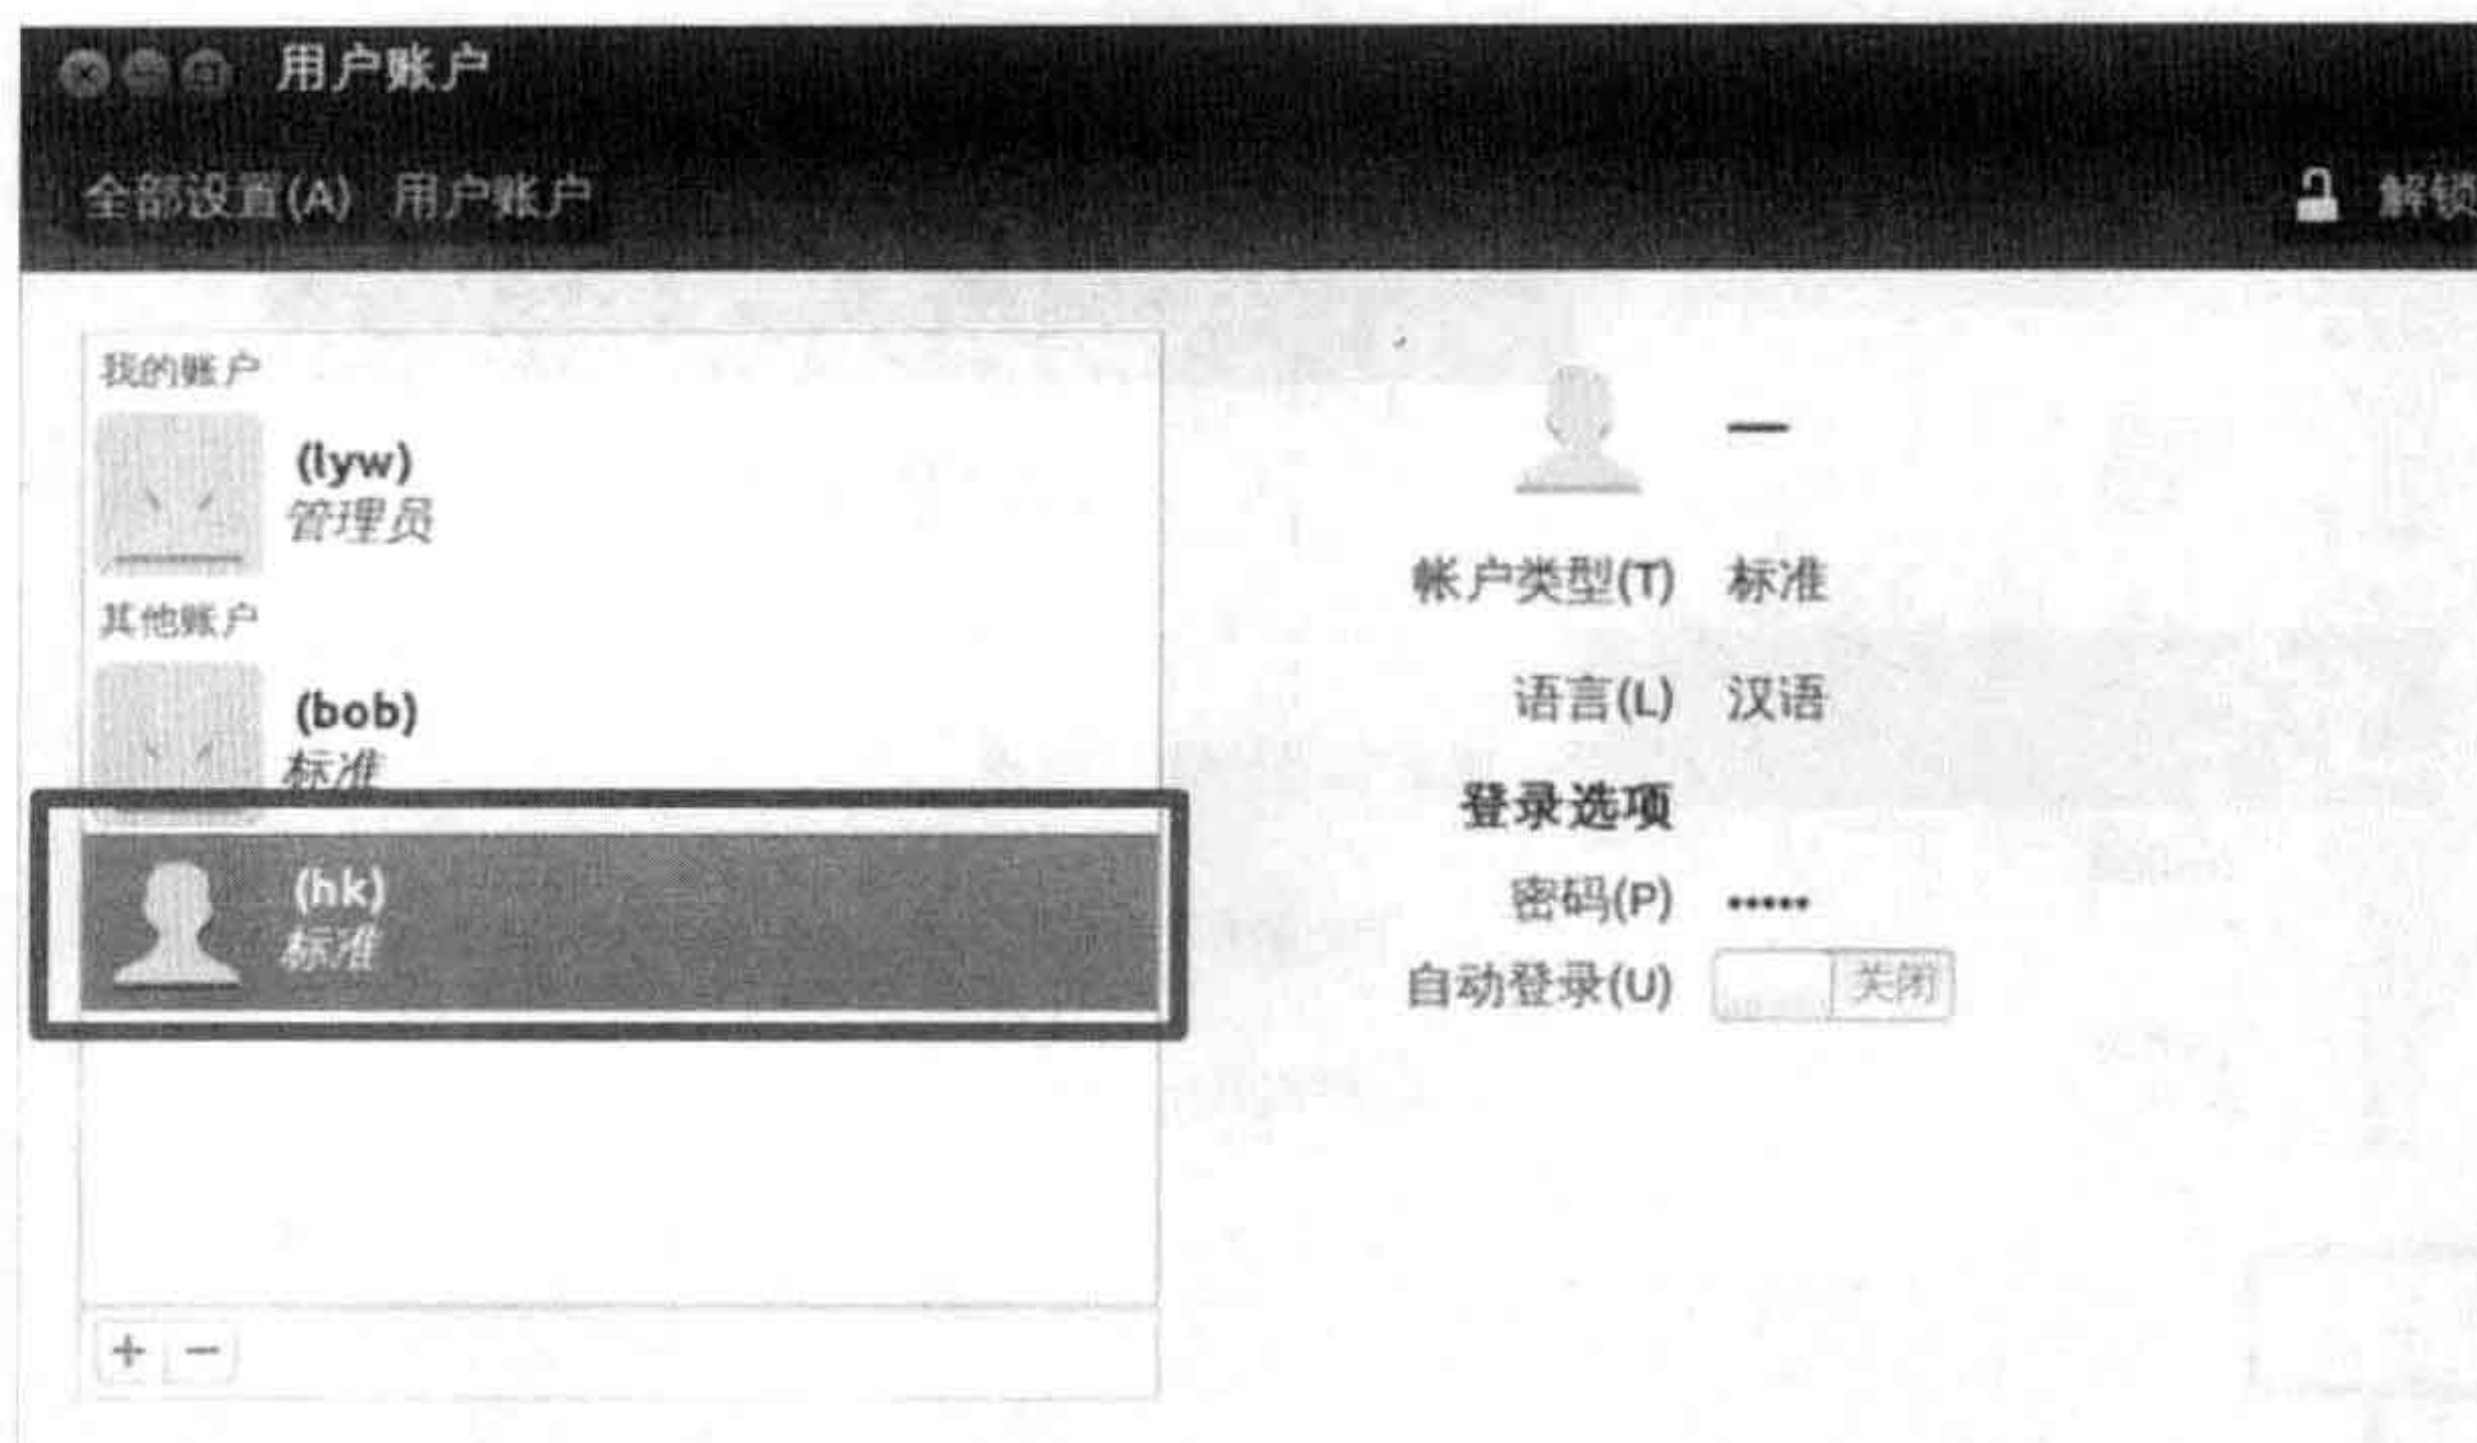 用户账户
全部设置(A) 用户账户
解锁
我的账户
(lyw)
管理员
其他账户
(bob)
标准
(hk)
标准
帐户类型(T) 标准
语言(L) 汉语
登录选项
密码(P) •••••
自动登录(U) 关闭